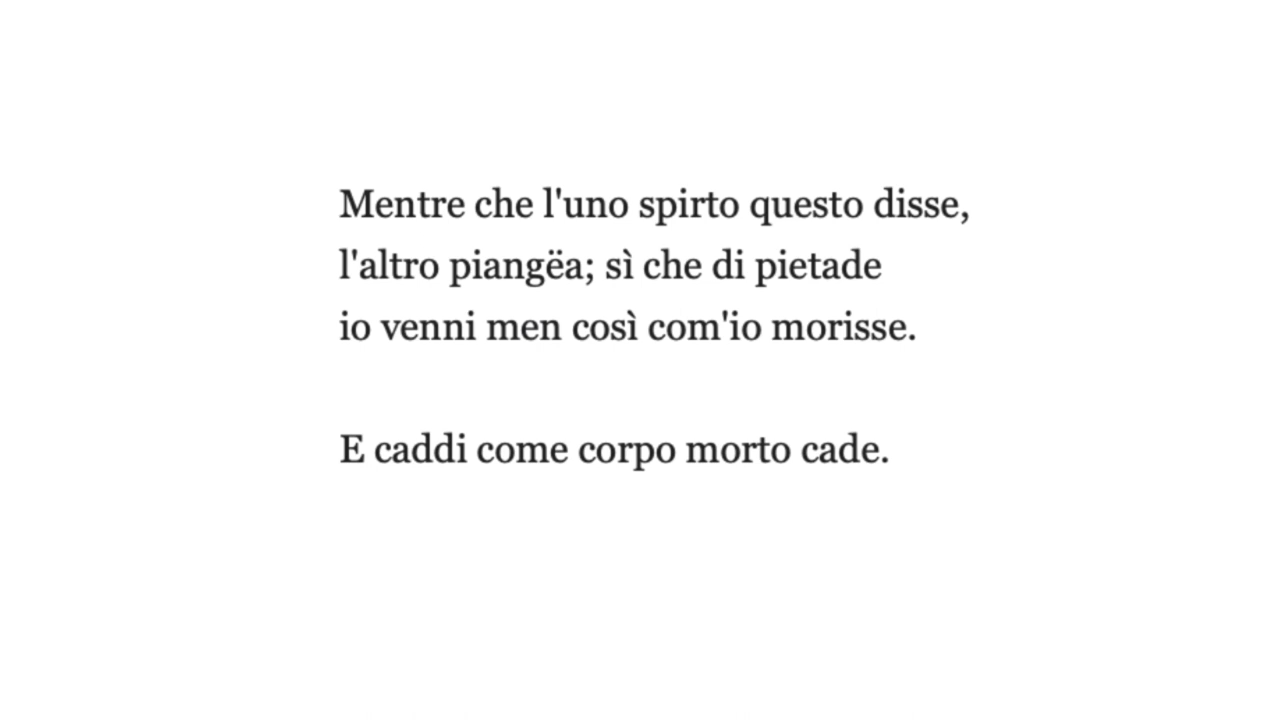 Mentre che l'uno spirto questo disse,
l'altro piangëa; sì che di pietade
io venni men così com'io morisse.
E caddi come corpo morto cade.